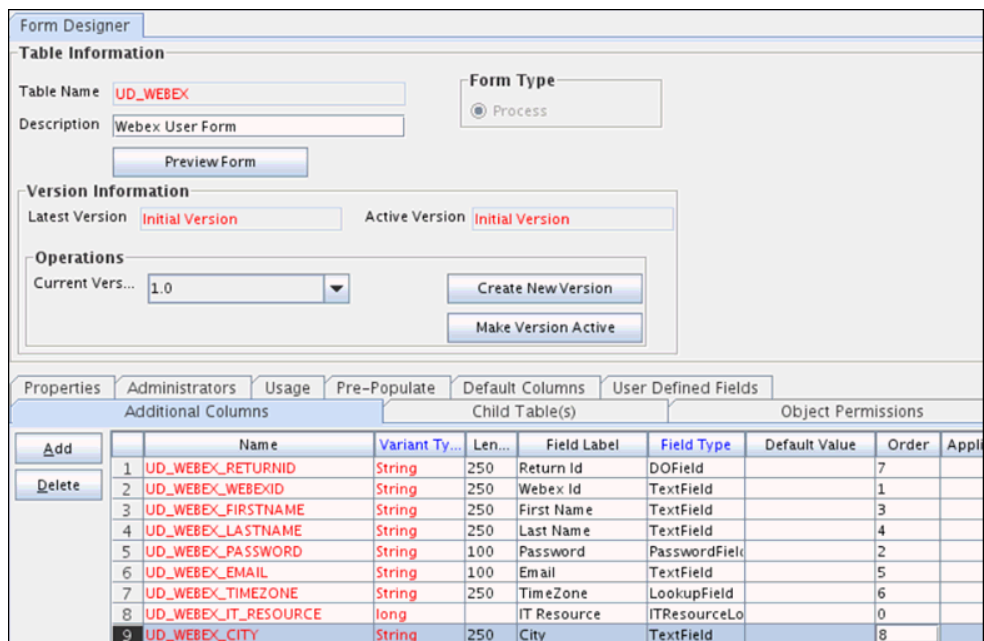 Form Designer
Table Information
Table Name UD_WEBEX
Form Type
Process
Description Webex User Form
Preview Form
Version Information
Latest Version Initial Version Active Version Initial Version
Operations
Current Vers... 1.0 Create New Version
Make Version Active
Properties Administrators Usage Pre-Populate Default Columns User Defined Fields
Additional Columns Child Table(s) Object Permissions
Add
Delete
Name Variant Ty... Len... Field Label Field Type Default Value Order Appli
1 UD_WEBEX_RETURNID String 250 Return Id DOField 7
2 UD_WEBEX_WEBEXID String 250 Webex Id TextField 1
3 UD_WEBEX_FIRSTNAME String 250 First Name TextField 3
4 UD_WEBEX_LASTNAME String 250 Last Name TextField 4
5 UD_WEBEX_PASSWORD String 100 Password PasswordField 2
6 UD_WEBEX_EMAIL String 100 Email TextField 5
7 UD_WEBEX_TIMEZONE String 250 TimeZone LookupField 6
8 UD_WEBEX_IT_RESOURCE long IT Resource ITResourceLo 0
9 UD_WEBEX_CITY String 250 City TextField 8